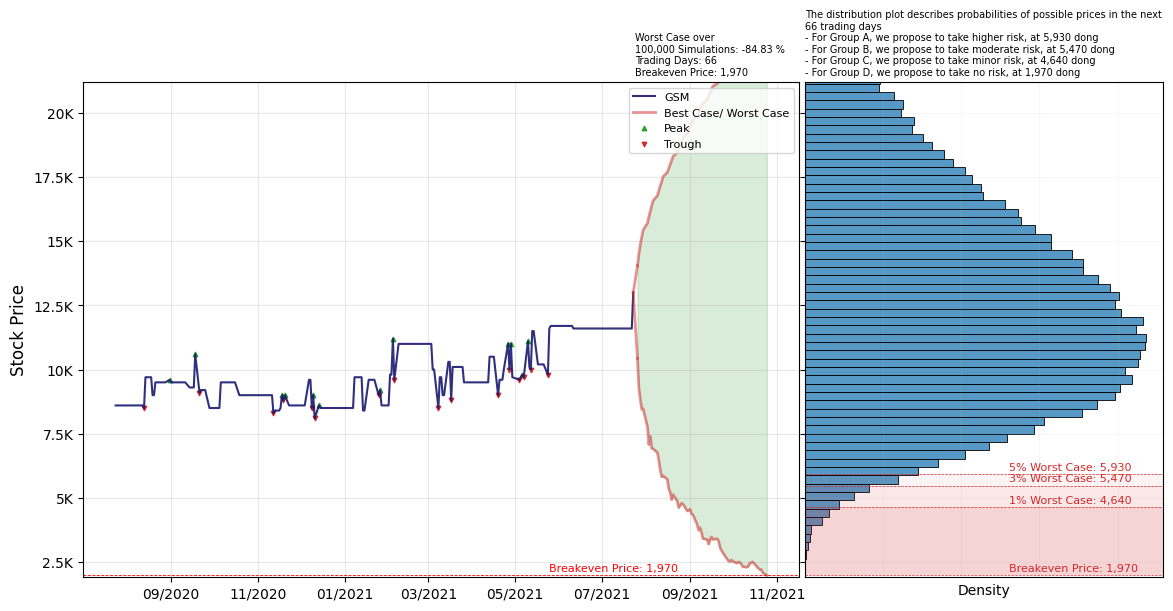 The distribution plot describes probabilities of possible prices in the next
66 trading days
- For Group A, we propose to take higher risk, at 5,930 dong
- For Group B, we propose to take moderate risk, at 5,470 dong
- For Group C, we propose to take minor risk, at 4,640 dong
- For Group D, we propose to take no risk, at 1,970 dong
Worst Case over
100,000 Simulations: -84.83 %
Trading Days: 66
Breakeven Price: 1,970
GSM
Best Case/ Worst Case
Peak
Trough
Stock Price
20K
17.5K
15K
12.5K
10K
7.5K
5K
2.5K
Breakeven Price: 1,970
09/2020
11/2020
01/2021
03/2021
05/2021
07/2021
09/2021
11/2021
5% Worst Case: 5,930
3% Worst Case: 5,470
1% Worst Case: 4,640
Breakeven Price: 1,970
Density